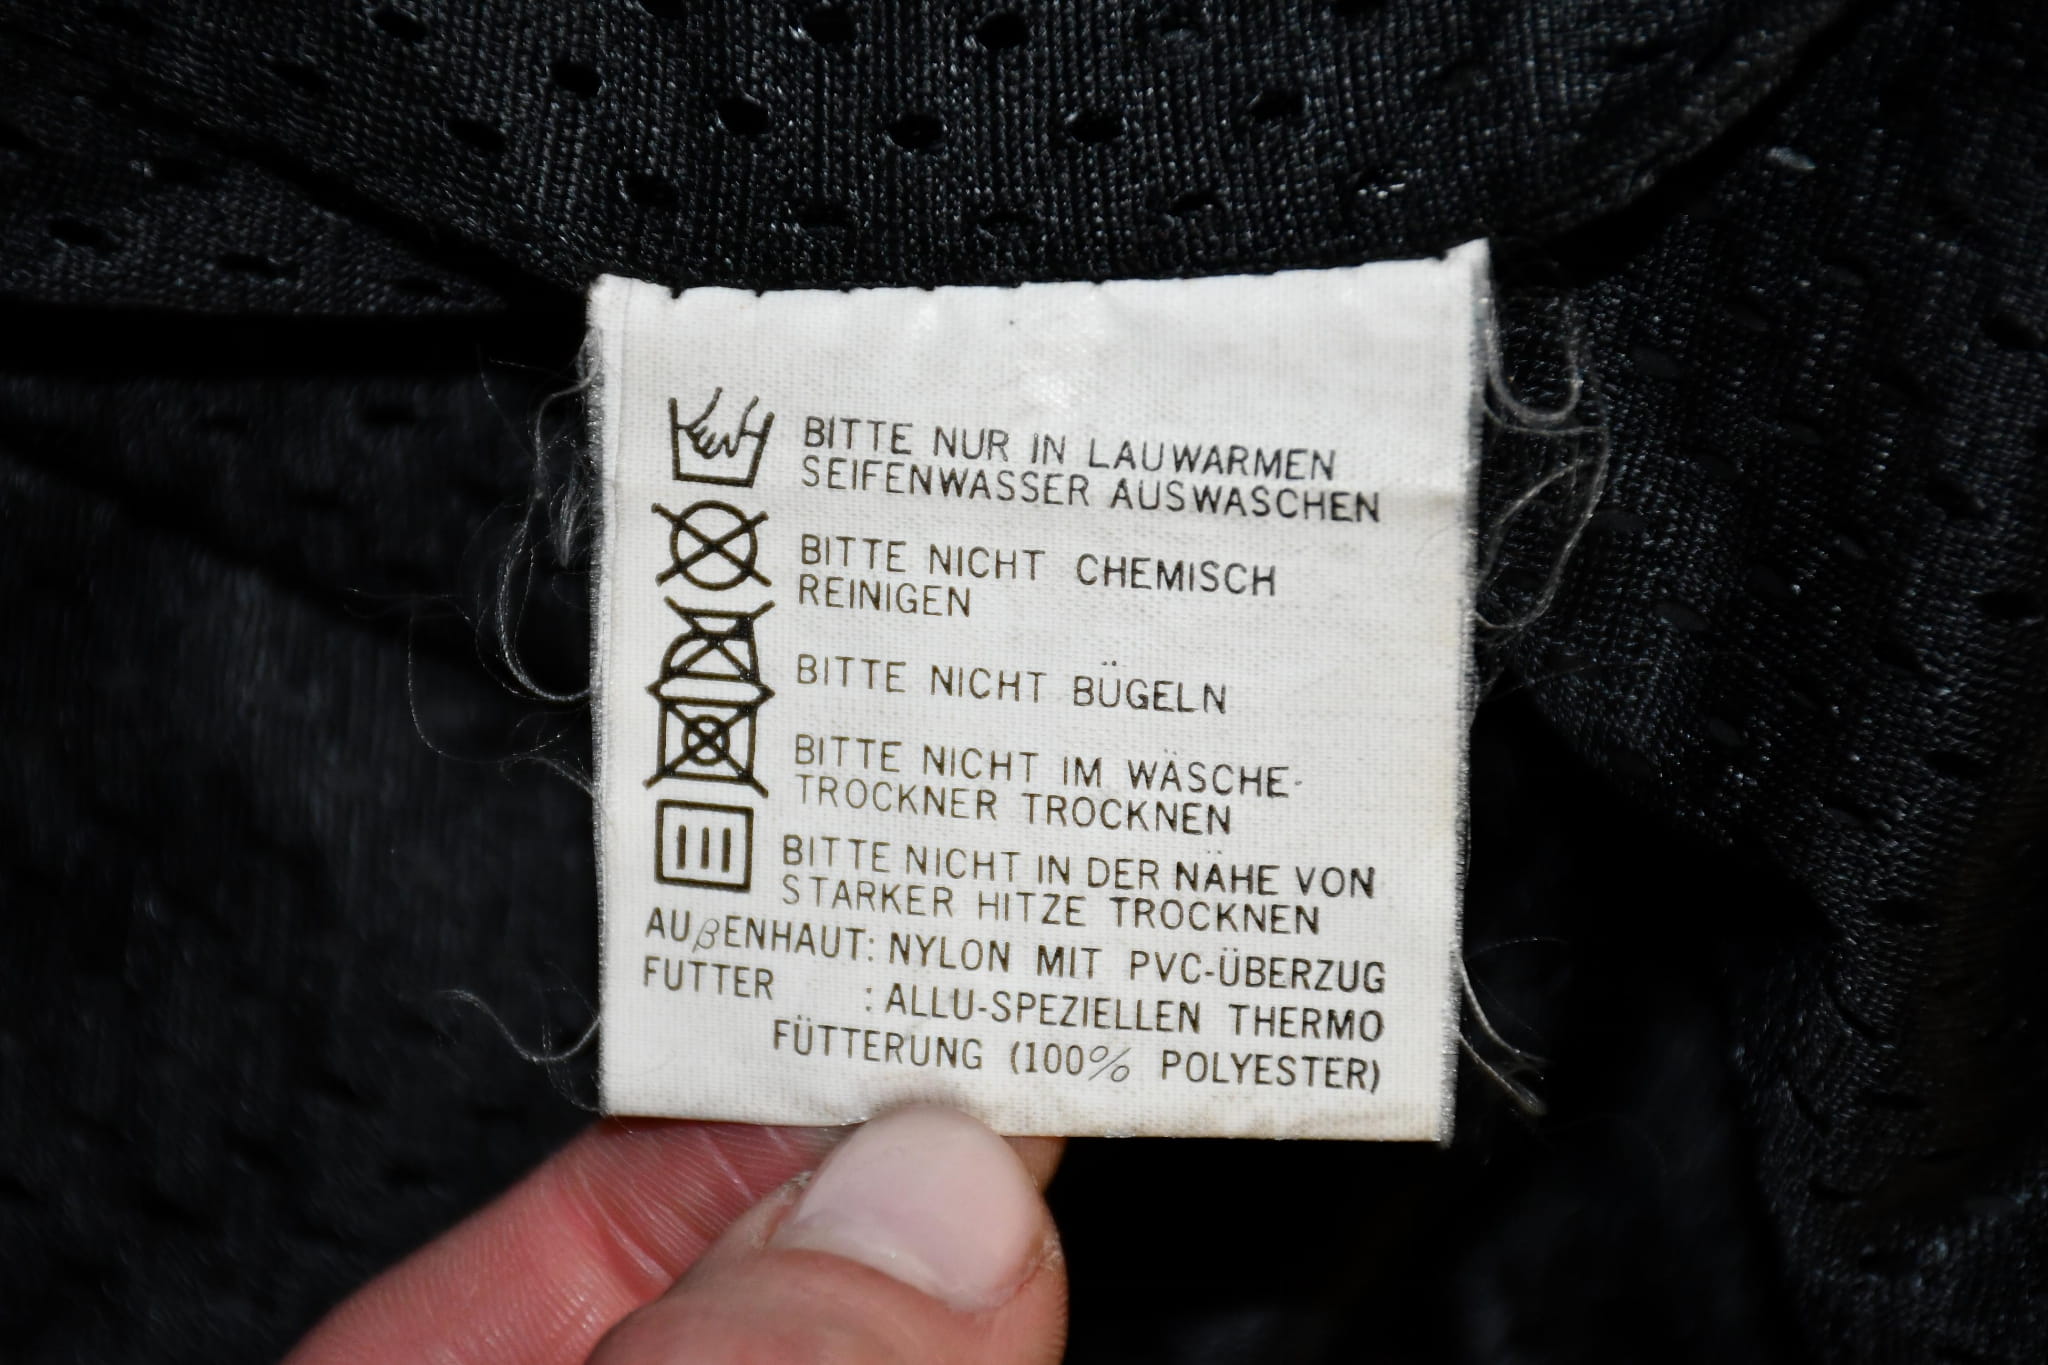 BITTE NUR IN LAUWARMEN
SEIFENWASSER AUSWASCHEN
BITTE NICHT CHEMISCH
REINIGEN
BITTE NICHT BÜGELN
BITTE NICHT IM WÄSCHE-
TROCKNER TROCKNEN
BITTE NICHT IN DER NÄHE VON
STARKER HITZE TROCKNEN
AUßENHAUT: NYLON MIT PVC-ÜBERZUG
FUTTER : ALLU-SPEZIELLEN THERMO
FÜTTERUNG (100% POLYESTER)